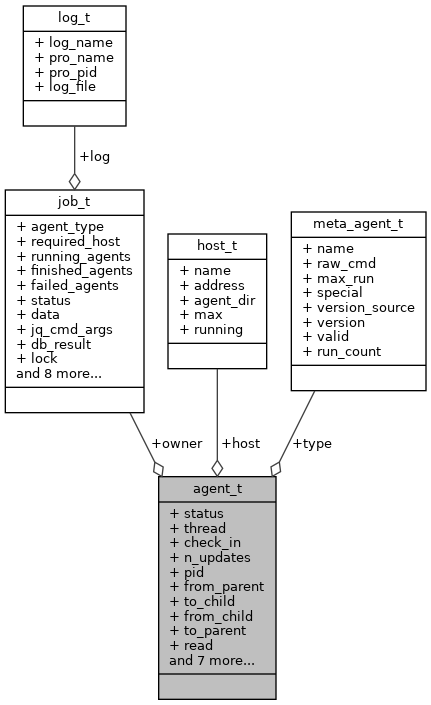 log_t
+ log_name
+ pro_name
+ pro_pid
+ log_file
+log
job_t
+ agent_type
+ required_host
+ running_agents
+ finished_agents
+ failed_agents
+ status
+ data
+ jq_cmd_args
+ db_result
+ lock
and 8 more...
host_t
+ name
+ address
+ agent_dir
+ max
+ running
meta_agent_t
+ name
+ raw_cmd
+ max_run
+ special
+ version_source
+ version
+ valid
+ run_count
+owner
+host
+type
agent_t
+ status
+ thread
+ check_in
+ n_updates
+ pid
+ from_parent
+ to_child
+ from_child
+ to_parent
+ read
and 7 more...